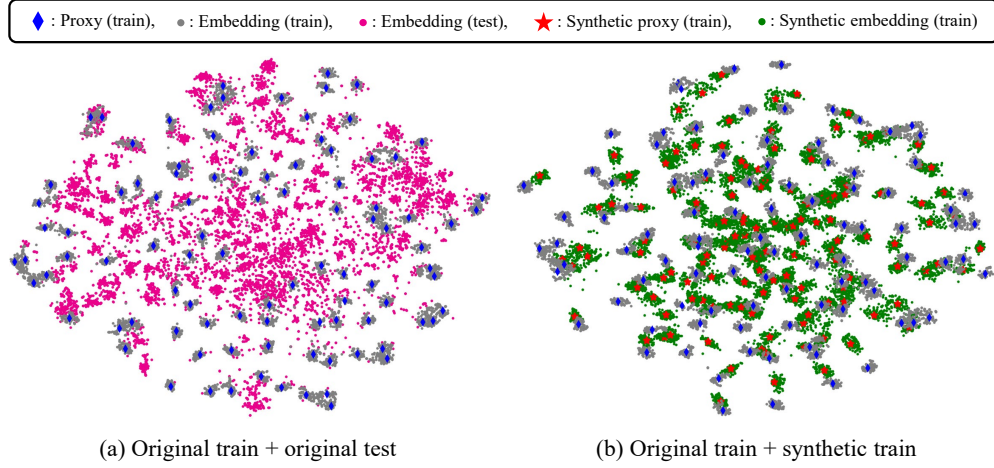 : Proxy (train), : Embedding (train), : Embedding (test), : Synthetic proxy (train), : Synthetic embedding (train)
(a) Original train + original test (b) Original train + synthetic train